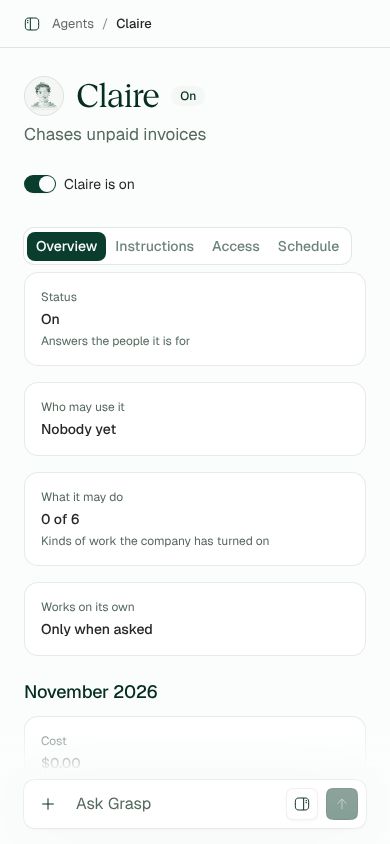 Agents / Claire
Claire On
Chases unpaid invoices
Claire is on
Overview Instructions Access Schedule
Status
On
Answers the people it is for
Who may use it
Nobody yet
What it may do
0 of 6
Kinds of work the company has turned on
Works on its own
Only when asked
November 2026
Cost
$0.00
Ask Grasp